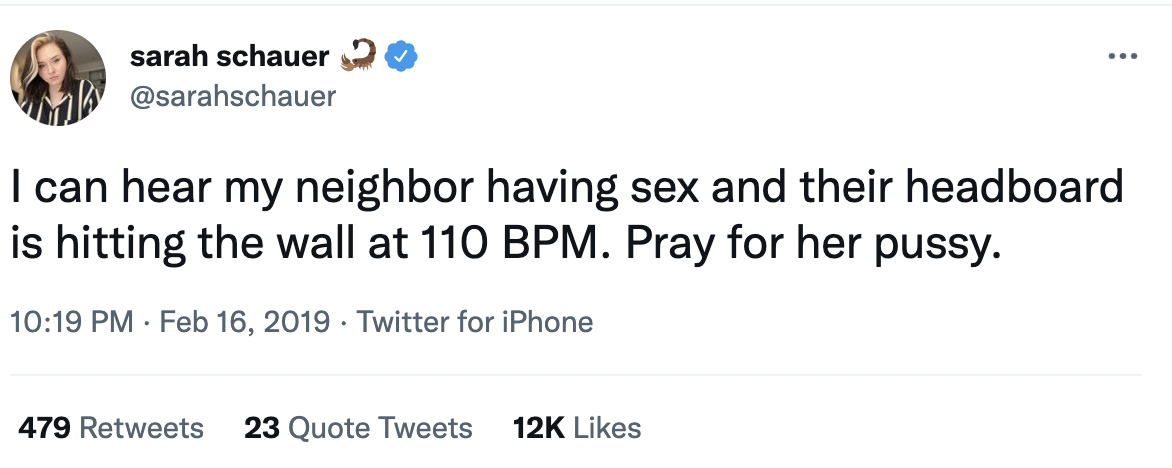 sarah schauer 🦂
@sarahschauer
I can hear my neighbor having sex and their headboard
is hitting the wall at 110 BPM. Pray for her pussy.
10:19 PM · Feb 16, 2019 · Twitter for iPhone
479 Retweets 23 Quote Tweets 12K Likes